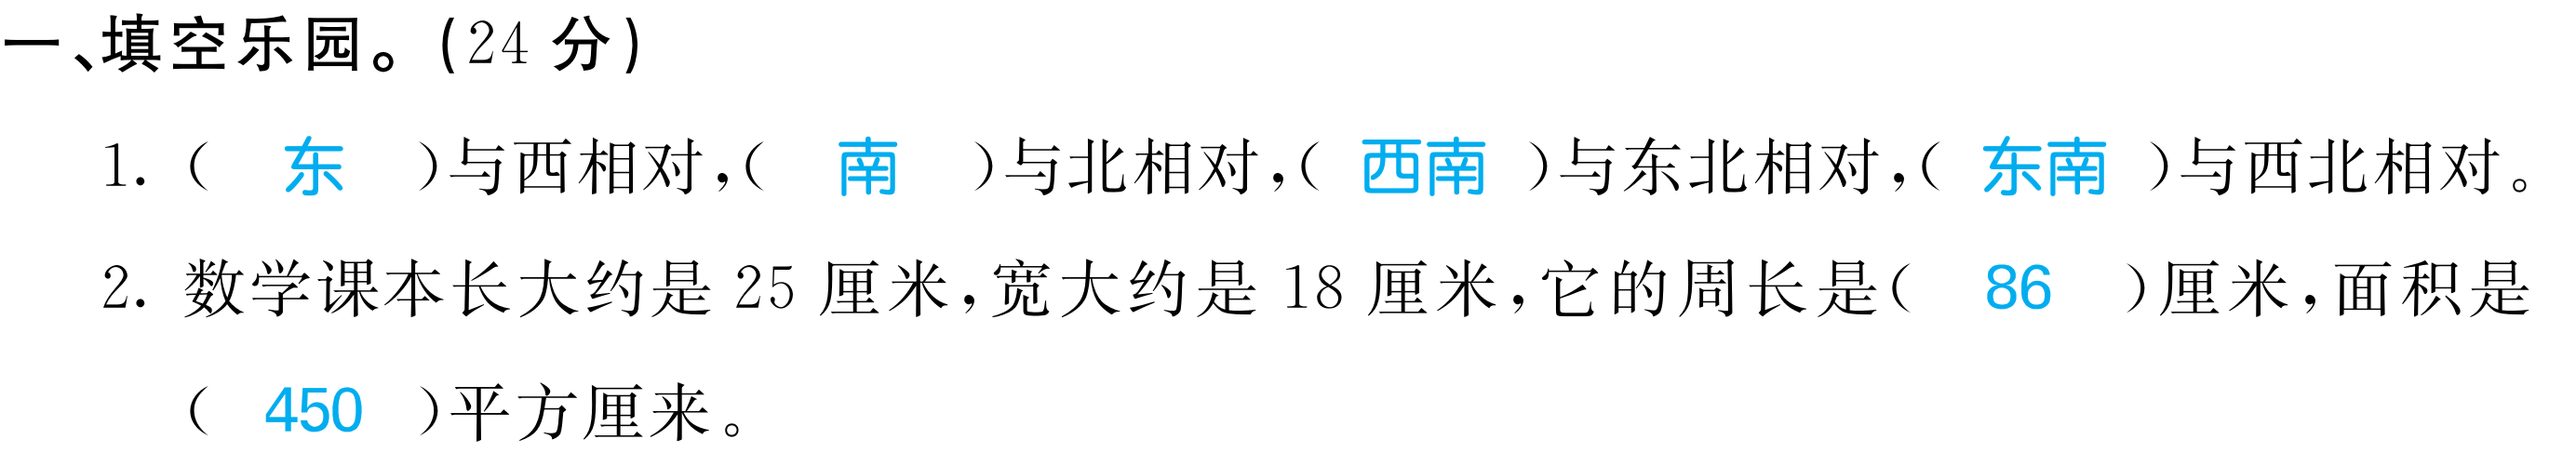 一、填空乐园。(24 分)
1. ( 东 )与西相对,( 南 )与北相对,( 西南 )与东北相对,( 东南 )与西北相对。
2. 数学课本长大约是 25 厘米,宽大约是 18 厘米,它的周长是( 86 )厘米,面积是
( 450 )平方厘米。